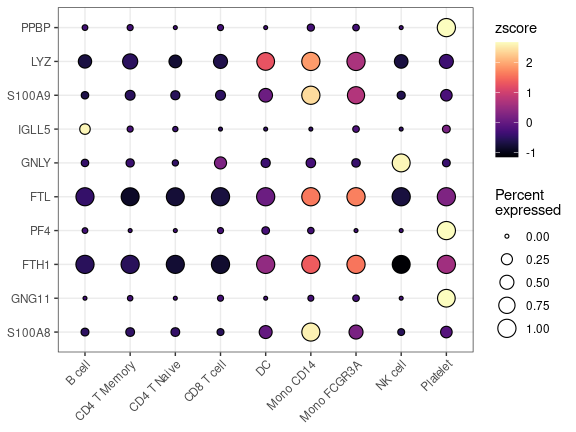 PPBP
LYZ
S100A9
IGLL5
GNLY
FTL
PF4
FTH1
GNG11
S100A8
B cell
CD4 T Memory
CD4 T Naive
CD8 T cell
DC
Mono CD14
Mono FCGR3A
NK cell
Platelet
zscore
2
1
0
-1
Percent
expressed
0.00
0.25
0.50
0.75
1.00